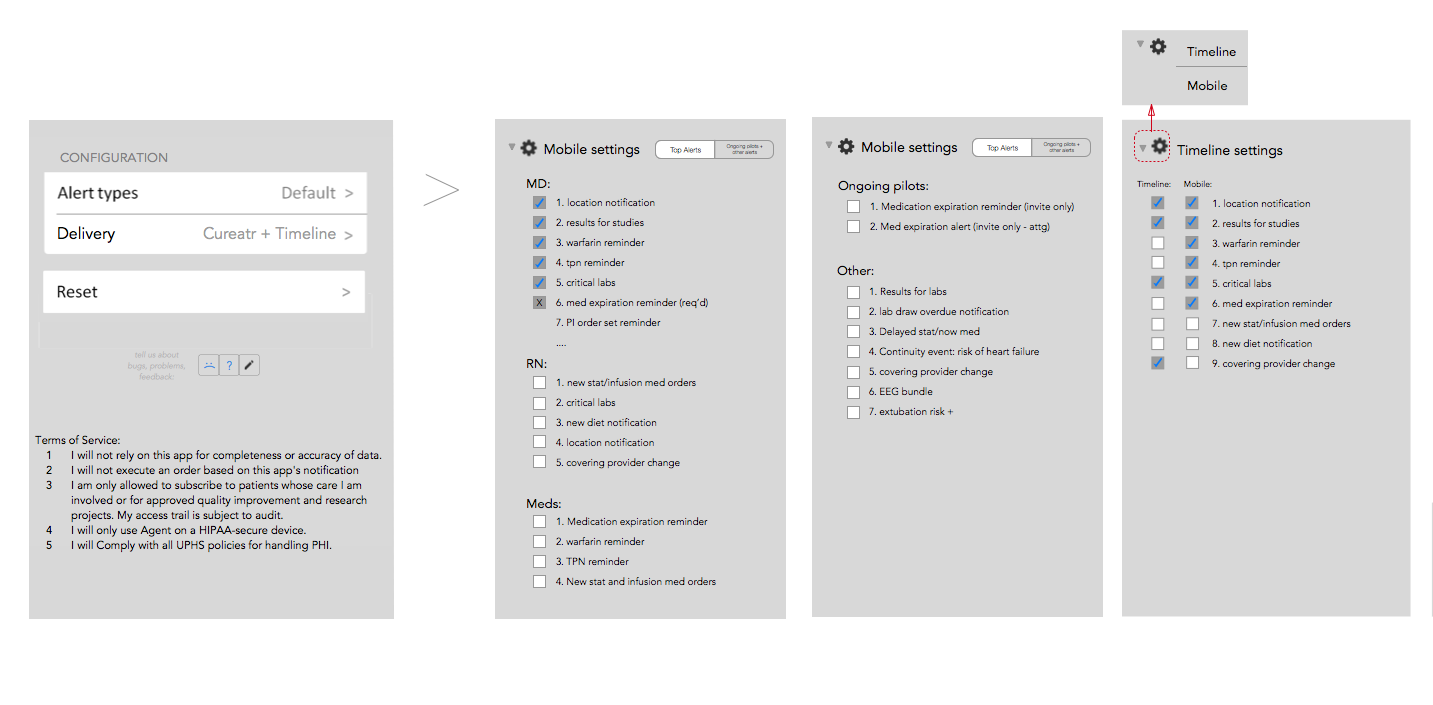 CONFIGURATION
Alert types Default >
Delivery Cureatr + Timeline >
Reset >
tell us about
bugs, problems,
feedback:
?
Terms of Service:
1 I will not rely on this app for completeness or accuracy of data.
2 I will not execute an order based on this app's notification
3 I am only allowed to subscribe to patients whose care I am
involved or for approved quality improvement and research
projects. My access trail is subject to audit.
4 I will only use Agent on a HIPAA-secure device.
5 I will Comply with all UPHS policies for handling PHI.
>
Mobile settings
Top Alerts
Ongoing pilots +
other alerts
MD:
1. location notification
2. results for studies
3. warfarin reminder
4. tpn reminder
5. critical labs
X 6. med expiration reminder (req'd)
7. PI order set reminder
....
RN:
1. new stat/infusion med orders
2. critical labs
3. new diet notification
4. location notification
5. covering provider change
Meds:
1. Medication expiration reminder
2. warfarin reminder
3. TPN reminder
4. New stat and infusion med orders
Mobile settings
Top Alerts
Ongoing pilots +
other alerts
Ongoing pilots:
1. Medication expiration reminder (invite only)
2. Med expiration alert (invite only - attg)
Other:
1. Results for labs
2. lab draw overdue notification
3. Delayed stat/now med
4. Continuity event: risk of heart failure
5. covering provider change
6. EEG bundle
7. extubation risk +
Timeline
Mobile
Timeline settings
Timeline: Mobile:
1. location notification
2. results for studies
3. warfarin reminder
4. tpn reminder
5. critical labs
6. med expiration reminder
7. new stat/infusion med orders
8. new diet notification
9. covering provider change